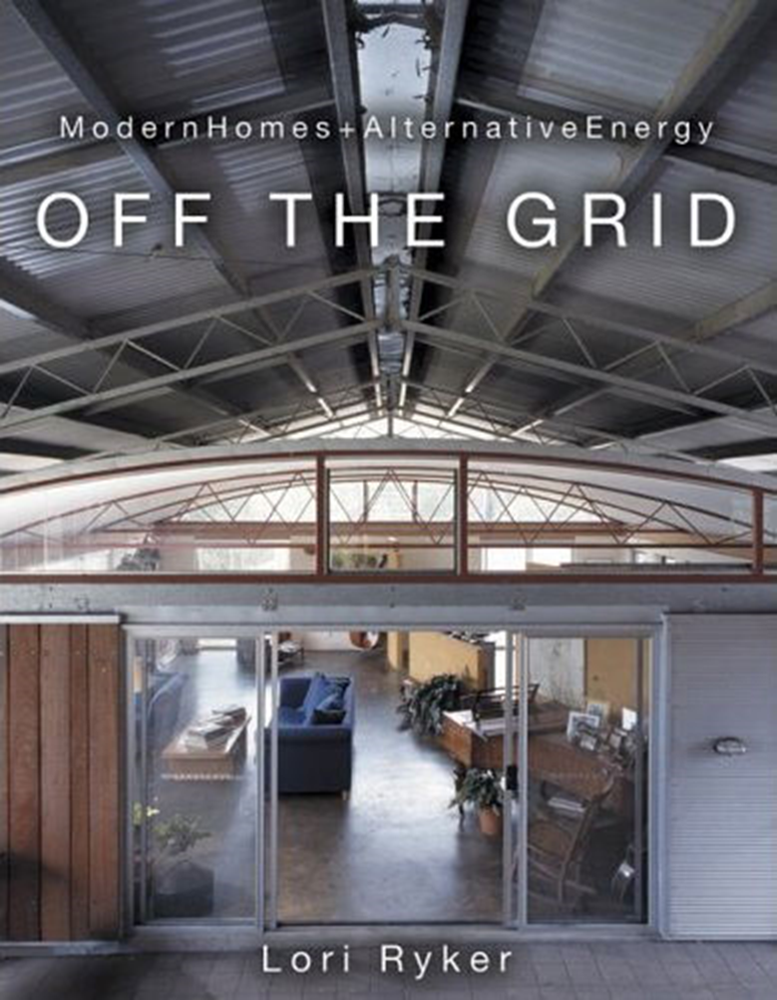 ModernHomes+AlternativeEnergy
OFF THE GRID
Lori Ryker